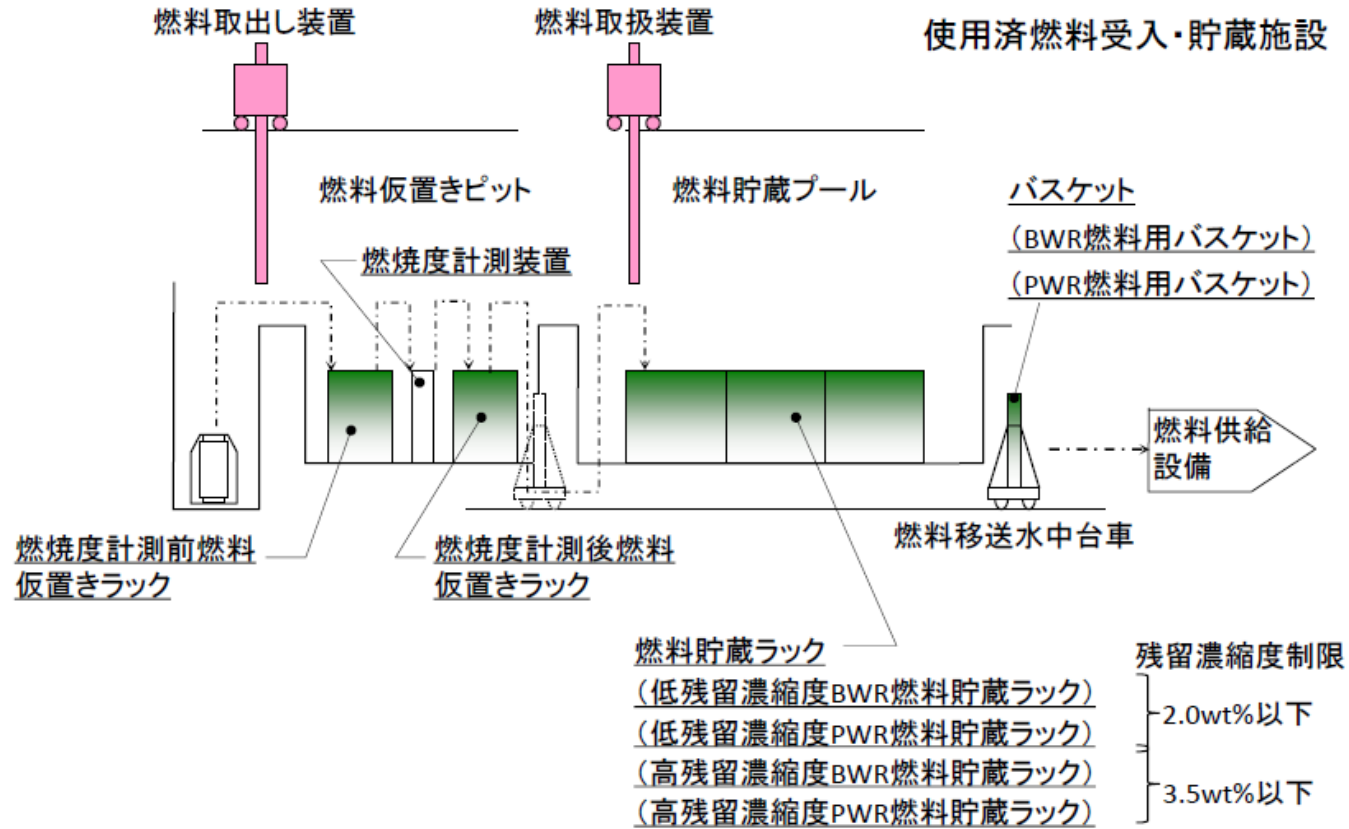 燃料取出し装置
燃料取扱装置
使用済燃料受入・貯蔵施設
燃料仮置きピット
燃料貯蔵プール
バスケット
（BWR燃料用バスケット）
（PWR燃料用バスケット）
燃焼度計測装置
燃料供給
設備
燃料移送水中台車
燃焼度計測前燃料
仮置きラック
燃焼度計測後燃料
仮置きラック
燃料貯蔵ラック
（低残留濃縮度BWR燃料貯蔵ラック）
（低残留濃縮度PWR燃料貯蔵ラック）
（高残留濃縮度BWR燃料貯蔵ラック）
（高残留濃縮度PWR燃料貯蔵ラック）
残留濃縮度制限
2.0wt%以下
3.5wt%以下